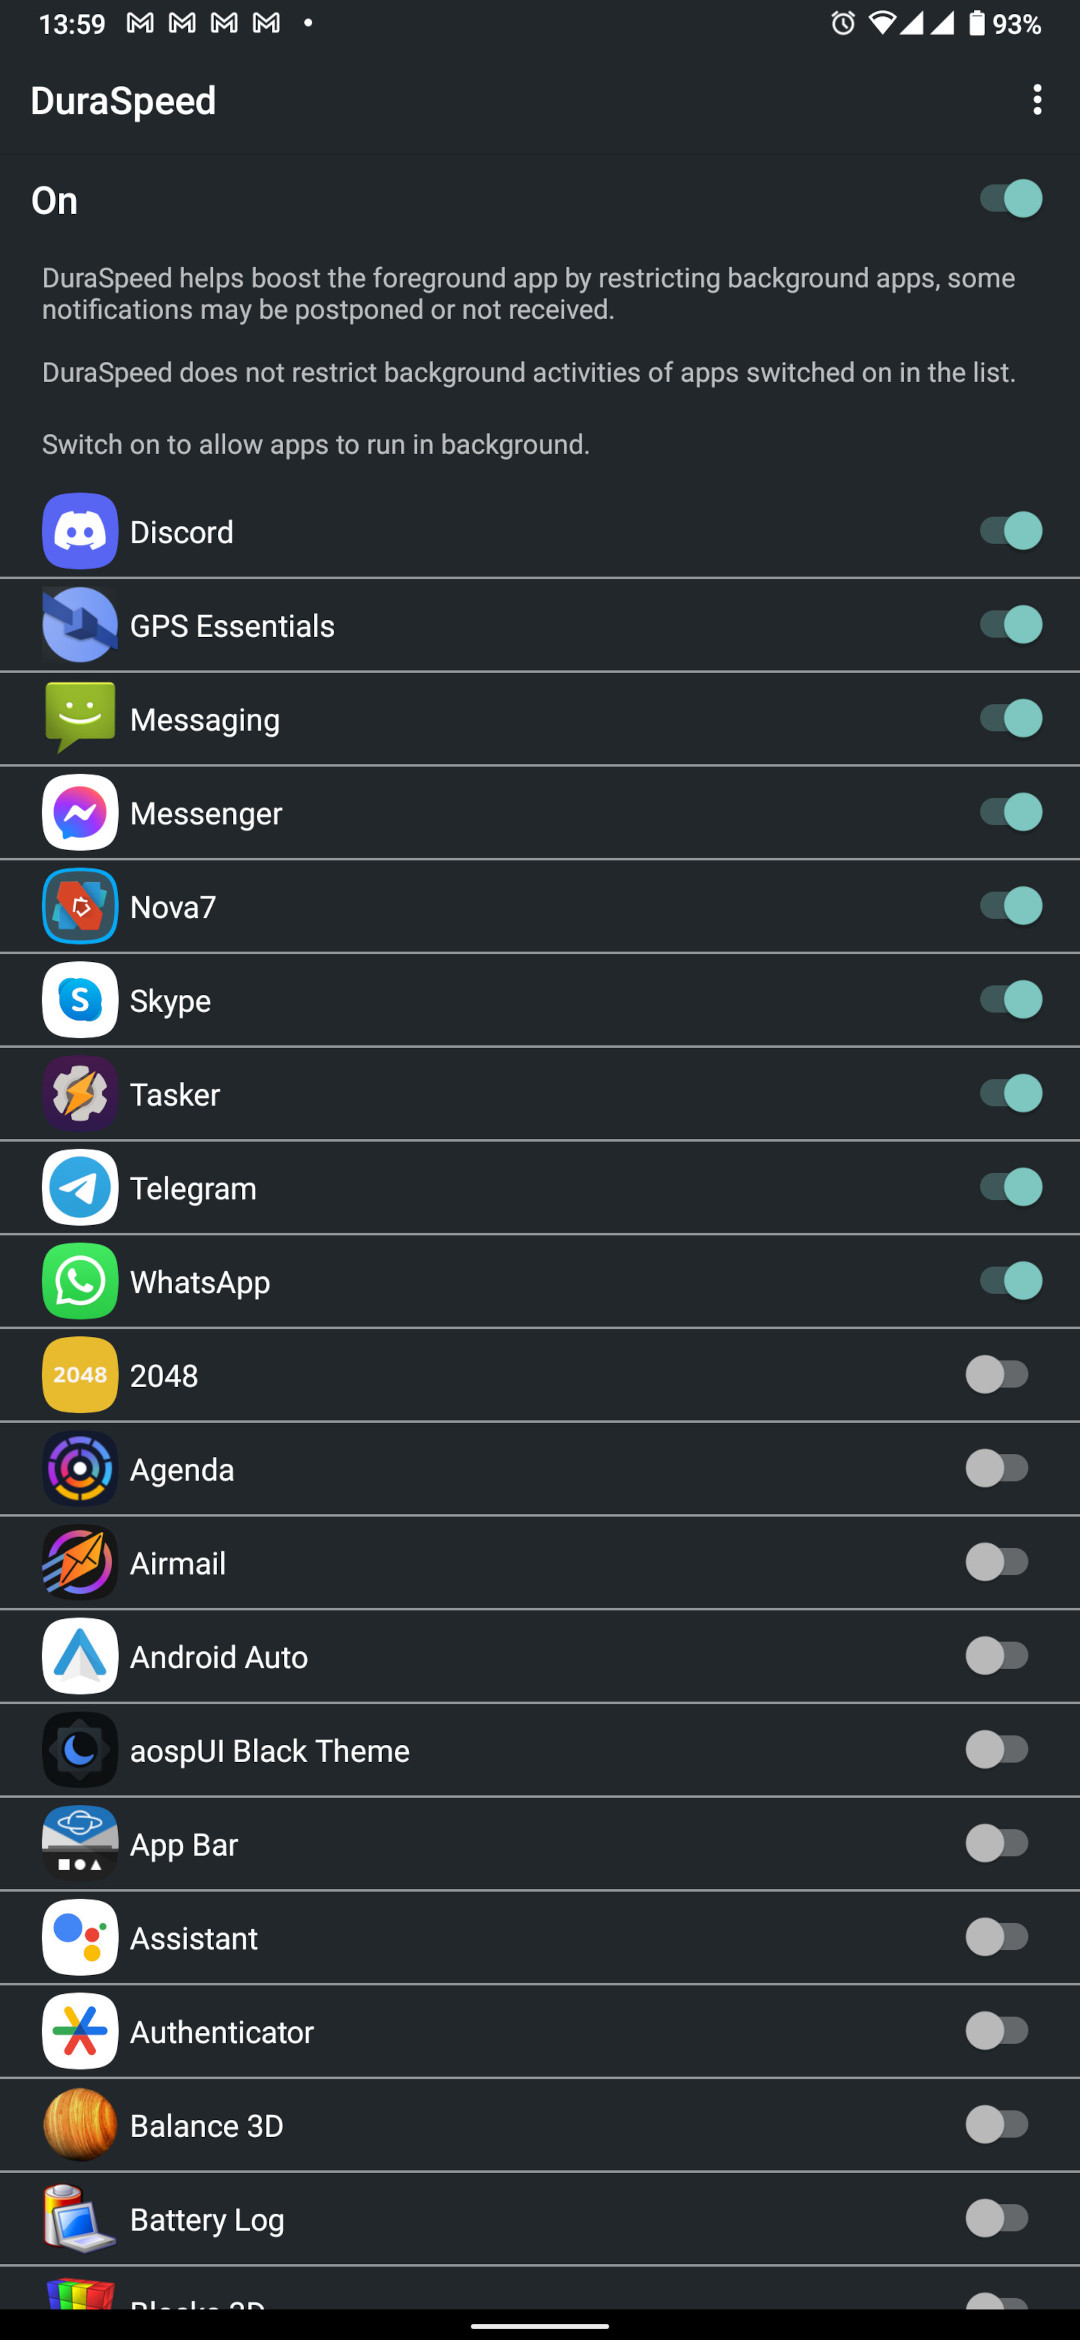 13:59
93%
DuraSpeed
On
DuraSpeed helps boost the foreground app by restricting background apps, some
notifications may be postponed or not received.
DuraSpeed does not restrict background activities of apps switched on in the list.
Switch on to allow apps to run in background.
Discord
GPS Essentials
Messaging
Messenger
Nova7
Skype
Tasker
Telegram
WhatsApp
2048 2048
Agenda
Airmail
Android Auto
aospUI Black Theme
App Bar
Assistant
Authenticator
Balance 3D
Battery Log